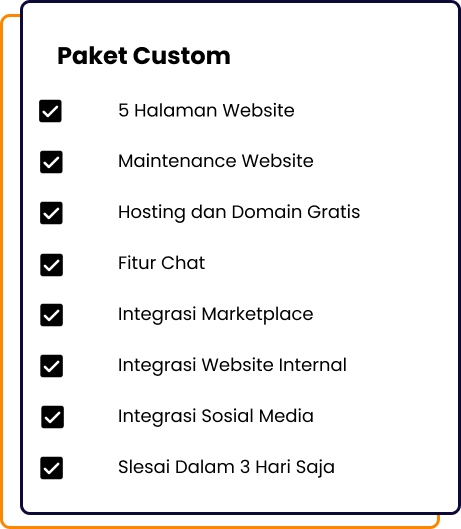 Paket Custom
5 Halaman Website
Maintenance Website
Hosting dan Domain Gratis
Fitur Chat
Integrasi Marketplace
Integrasi Website Internal
Integrasi Sosial Media
Slesai Dalam 3 Hari Saja